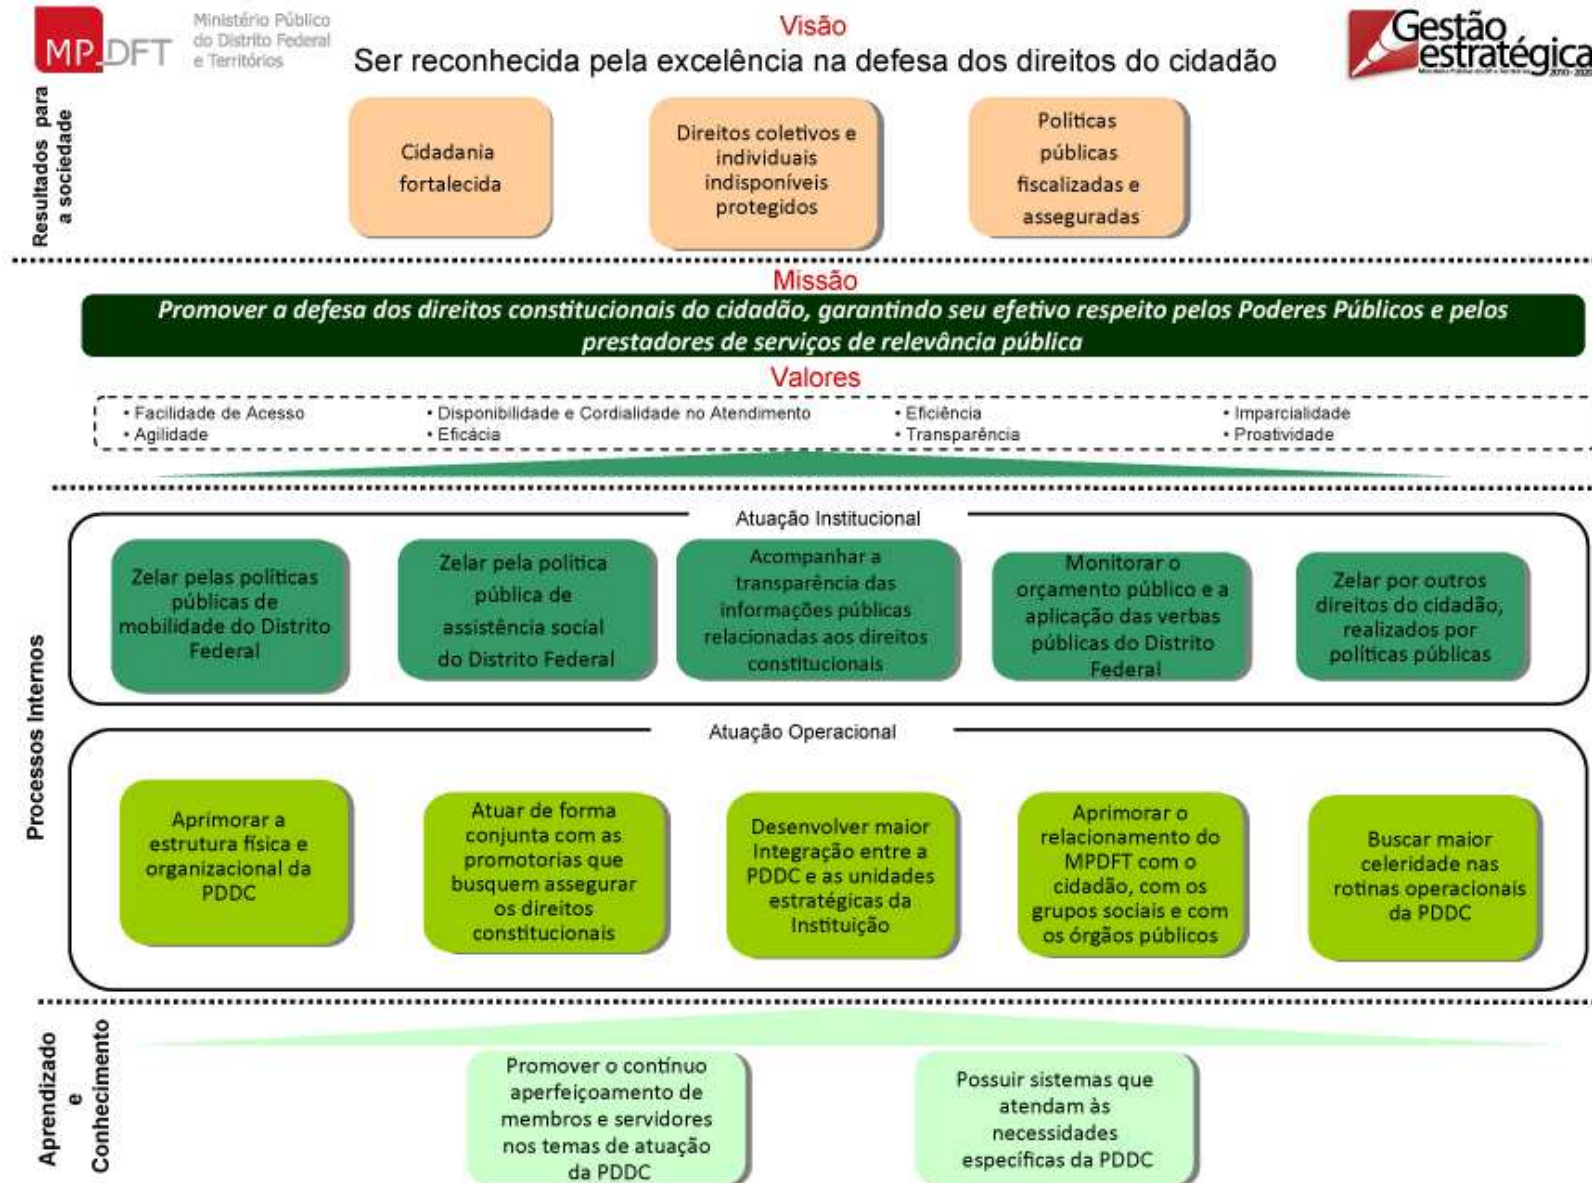 MP DFT
Ministério Público
do Distrito Federal
e Territórios
Visão
Ser reconhecida pela excelência na defesa dos direitos do cidadão
Gestão
estratégica
2010 - 2020
Resultados para
a sociedade
Cidadania
fortalecida
Direitos coletivos e
individuais
indisponíveis
protegidos
Políticas
públicas
fiscalizadas e
asseguradas
Missão
Promover a defesa dos direitos constitucionais do cidadão, garantindo seu efetivo respeito pelos Poderes Públicos e pelos
prestadores de serviços de relevância pública
Valores
• Facilidade de Acesso
• Agilidade
• Disponibilidade e Cordialidade no Atendimento
• Eficácia
• Eficiência
• Transparência
• Imparcialidade
• Proatividade
Processos Internos
Atuação Institucional
Zelar pelas políticas
públicas de
mobilidade do Distrito
Federal
Zelar pela política
pública de
assistência social
do Distrito Federal
Acompanhar a
transparência das
informações públicas
relacionadas aos direitos
constitucionais
Monitorar o
orçamento público e a
aplicação das verbas
públicas do Distrito
Federal
Zelar por outros
direitos do cidadão,
realizados por
políticas públicas
Atuação Operacional
Aprimorar a
estrutura física e
organizacional da
PDDC
Atuar de forma
conjunta com as
promotorias que
busquem assegurar
os direitos
constitucionais
Desenvolver maior
Integração entre a
PDDC e as unidades
estratégicas da
Instituição
Aprimorar o
relacionamento do
MPDFT com o
cidadão, com os
grupos sociais e com
os órgãos públicos
Buscar maior
celeridade nas
rotinas operacionais
da PDDC
Aprendizado
e
Conhecimento
Promover o contínuo
aperfeiçoamento de
membros e servidores
nos temas de atuação
da PDDC
Possuir sistemas que
atendam às
necessidades
específicas da PDDC